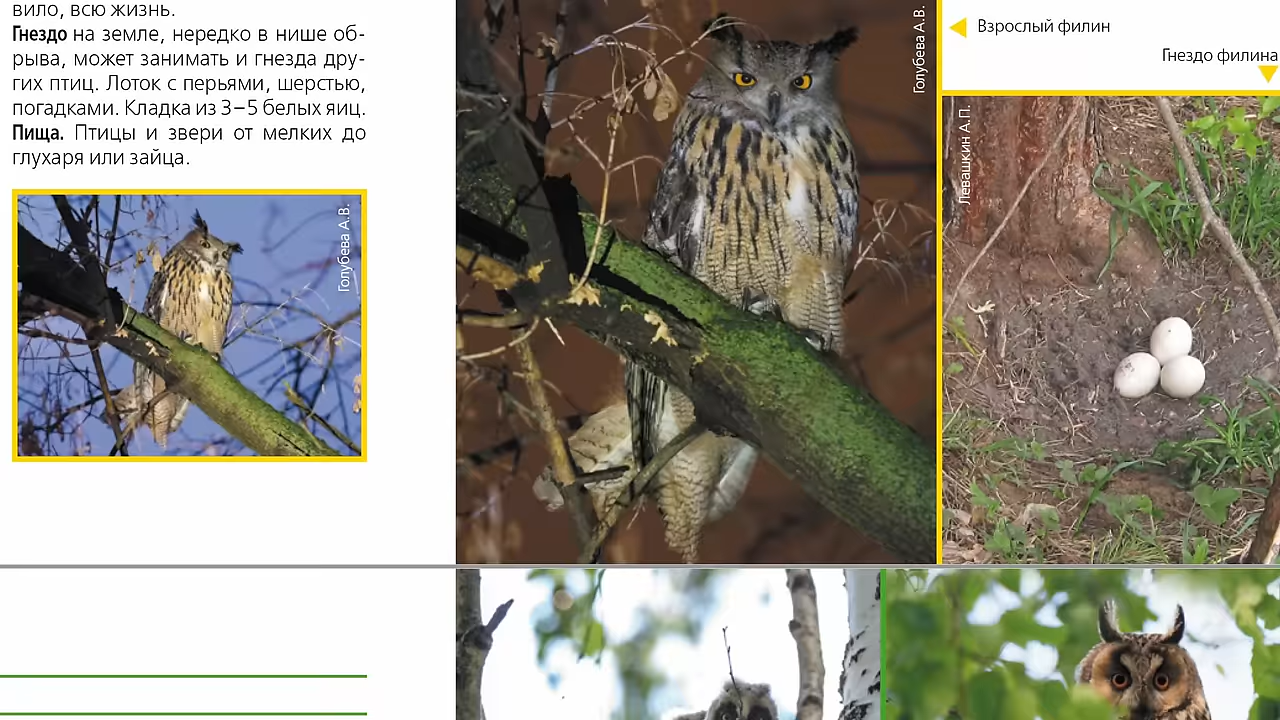 вило, всю жизнь.
Гнездо на земле, нередко в нише об-
рыва, может занимать и гнезда дру-
гих птиц. Лоток с перьями, шерстью,
погадками. Кладка из 3–5 белых яиц.
Пища. Птицы и звери от мелких до
глухаря или зайца.
Голубева А.В.
Голубева А.В.
Взрослый филин
Гнездо филина
Левашкин А.П.